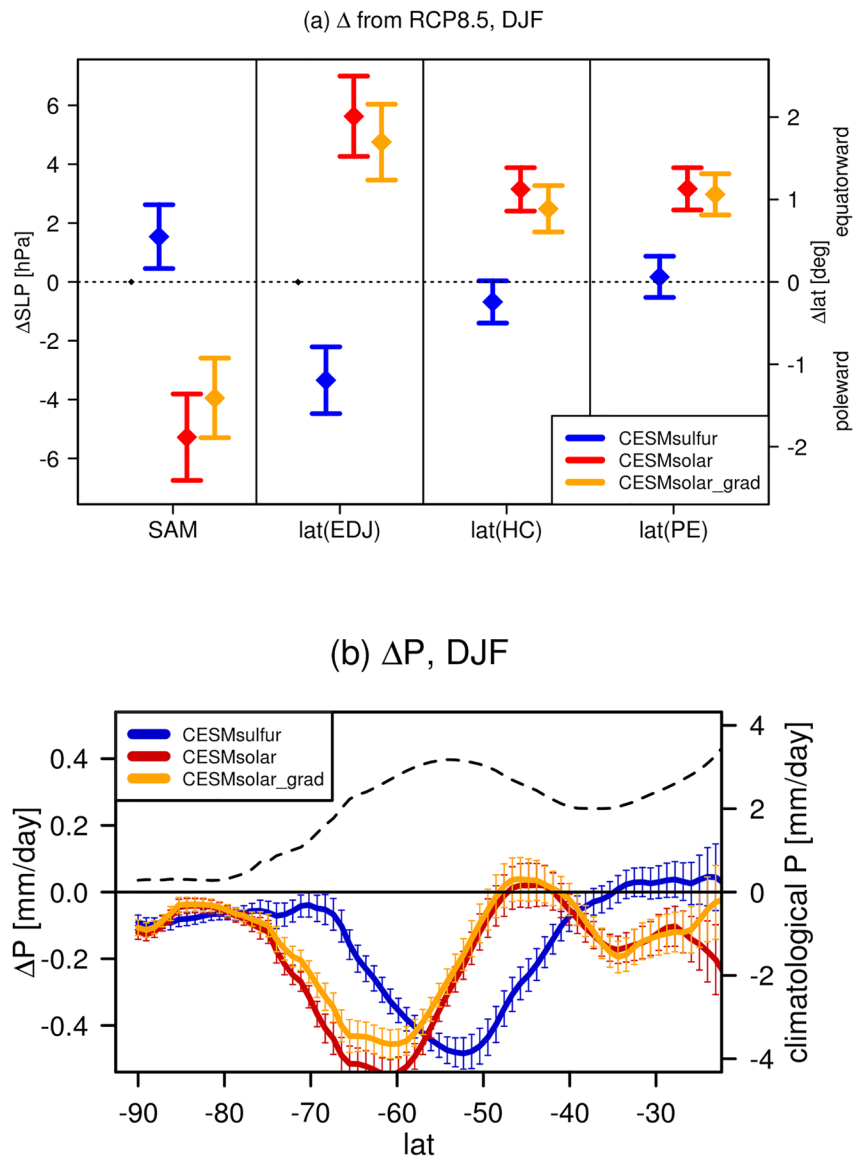 (a) Δ from RCP8.5, DJF
ΔSLP [hPa]
6
4
2
0
-2
-4
-6
2
1
0
-1
-2
Δlat [deg]
equatorward
poleward
CESMsulfur
CESMsolar
CESMsolar_grad
SAM
lat(EDJ)
lat(HC)
lat(PE)
(b) ΔP, DJF
CESMsulfur
CESMsolar
CESMsolar_grad
ΔP [mm/day]
0.4
0.2
0.0
-0.2
-0.4
4
2
0
-2
-4
climatological P [mm/day]
-90
-80
-70
-60
-50
-40
-30
lat